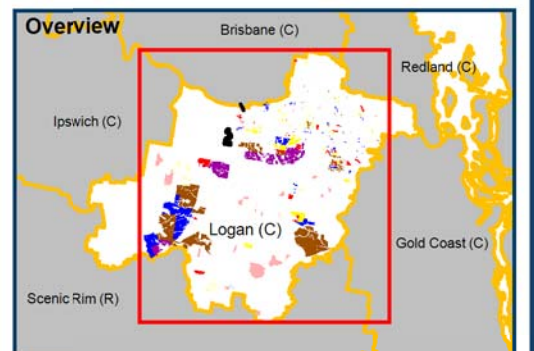 Overview
Brisbane (C)
Redland (C)
Ipswich (C)
Logan (C)
Gold Coast (C)
Scenic Rim (R)